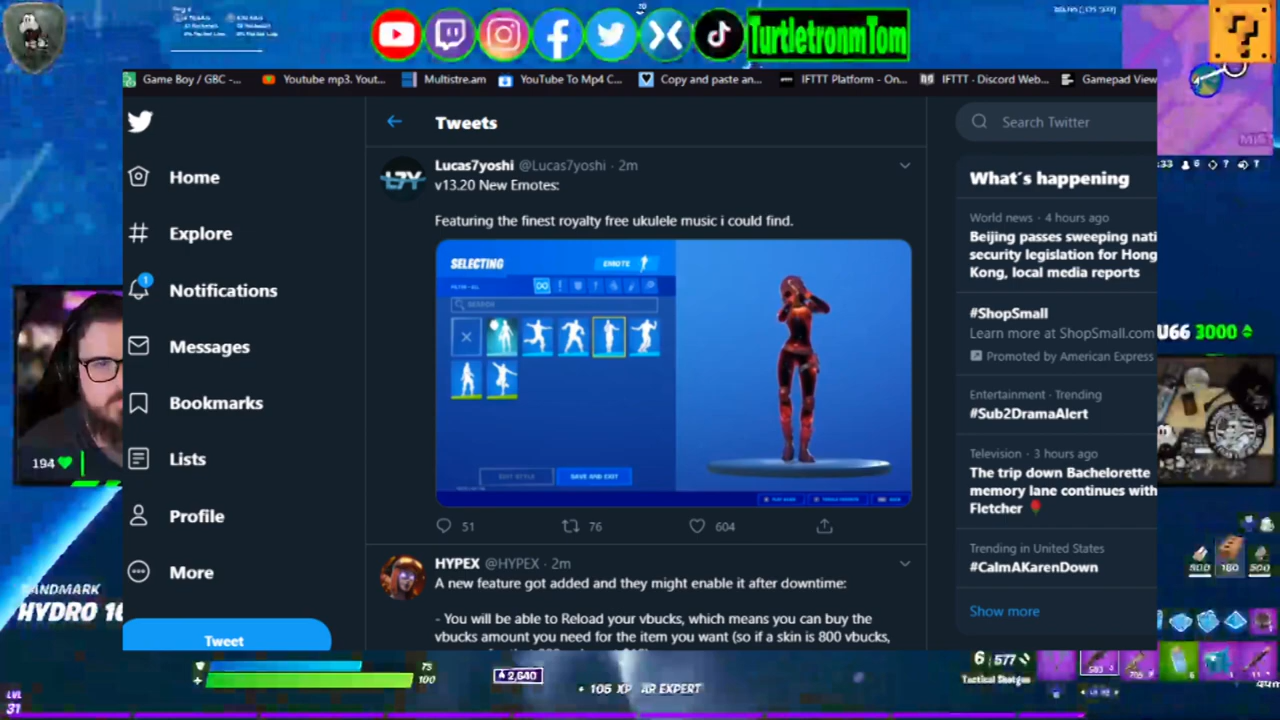 TurtletronmTom
Game Boy / GBC -...
Youtube mp3. Yout...
Multistre.am
YouTube To Mp4 C...
Copy and paste an...
IFTTT Platform - On...
IFTTT - Discord Web...
Gamepad View
Tweets
Search Twitter
Home
Explore
1
Notifications
Messages
Bookmarks
Lists
Profile
More
Tweet
Lucas7yoshi @Lucas7yoshi · 2m
v13.20 New Emotes:
Featuring the finest royalty free ukulele music i could find.
SELECTING
EMOTE
SEARCH
EDIT STYLE
SAVE AND EXIT
51
76
604
HYPEX @HYPEX · 2m
A new feature got added and they might enable it after downtime:
- You will be able to Reload your vbucks, which means you can buy the
vbucks amount you need for the item you want (so if a skin is 800 vbucks,
What's happening
World news · 4 hours ago
Beijing passes sweeping nati
security legislation for Hong
Kong, local media reports
#ShopSmall
Learn more at ShopSmall.com
Promoted by American Express
Entertainment · Trending
#Sub2DramaAlert
Television · 3 hours ago
The trip down Bachelorette
memory lane continues with
Fletcher
Trending in United States
#CalmAKarenDown
Show more
U66 3000
194
ANDMARK
HYDRO 16
75
100
2,640
+ 105 XP AR EXPERT
6 577
Tactical Shotgun
500 180 500
LVL
31